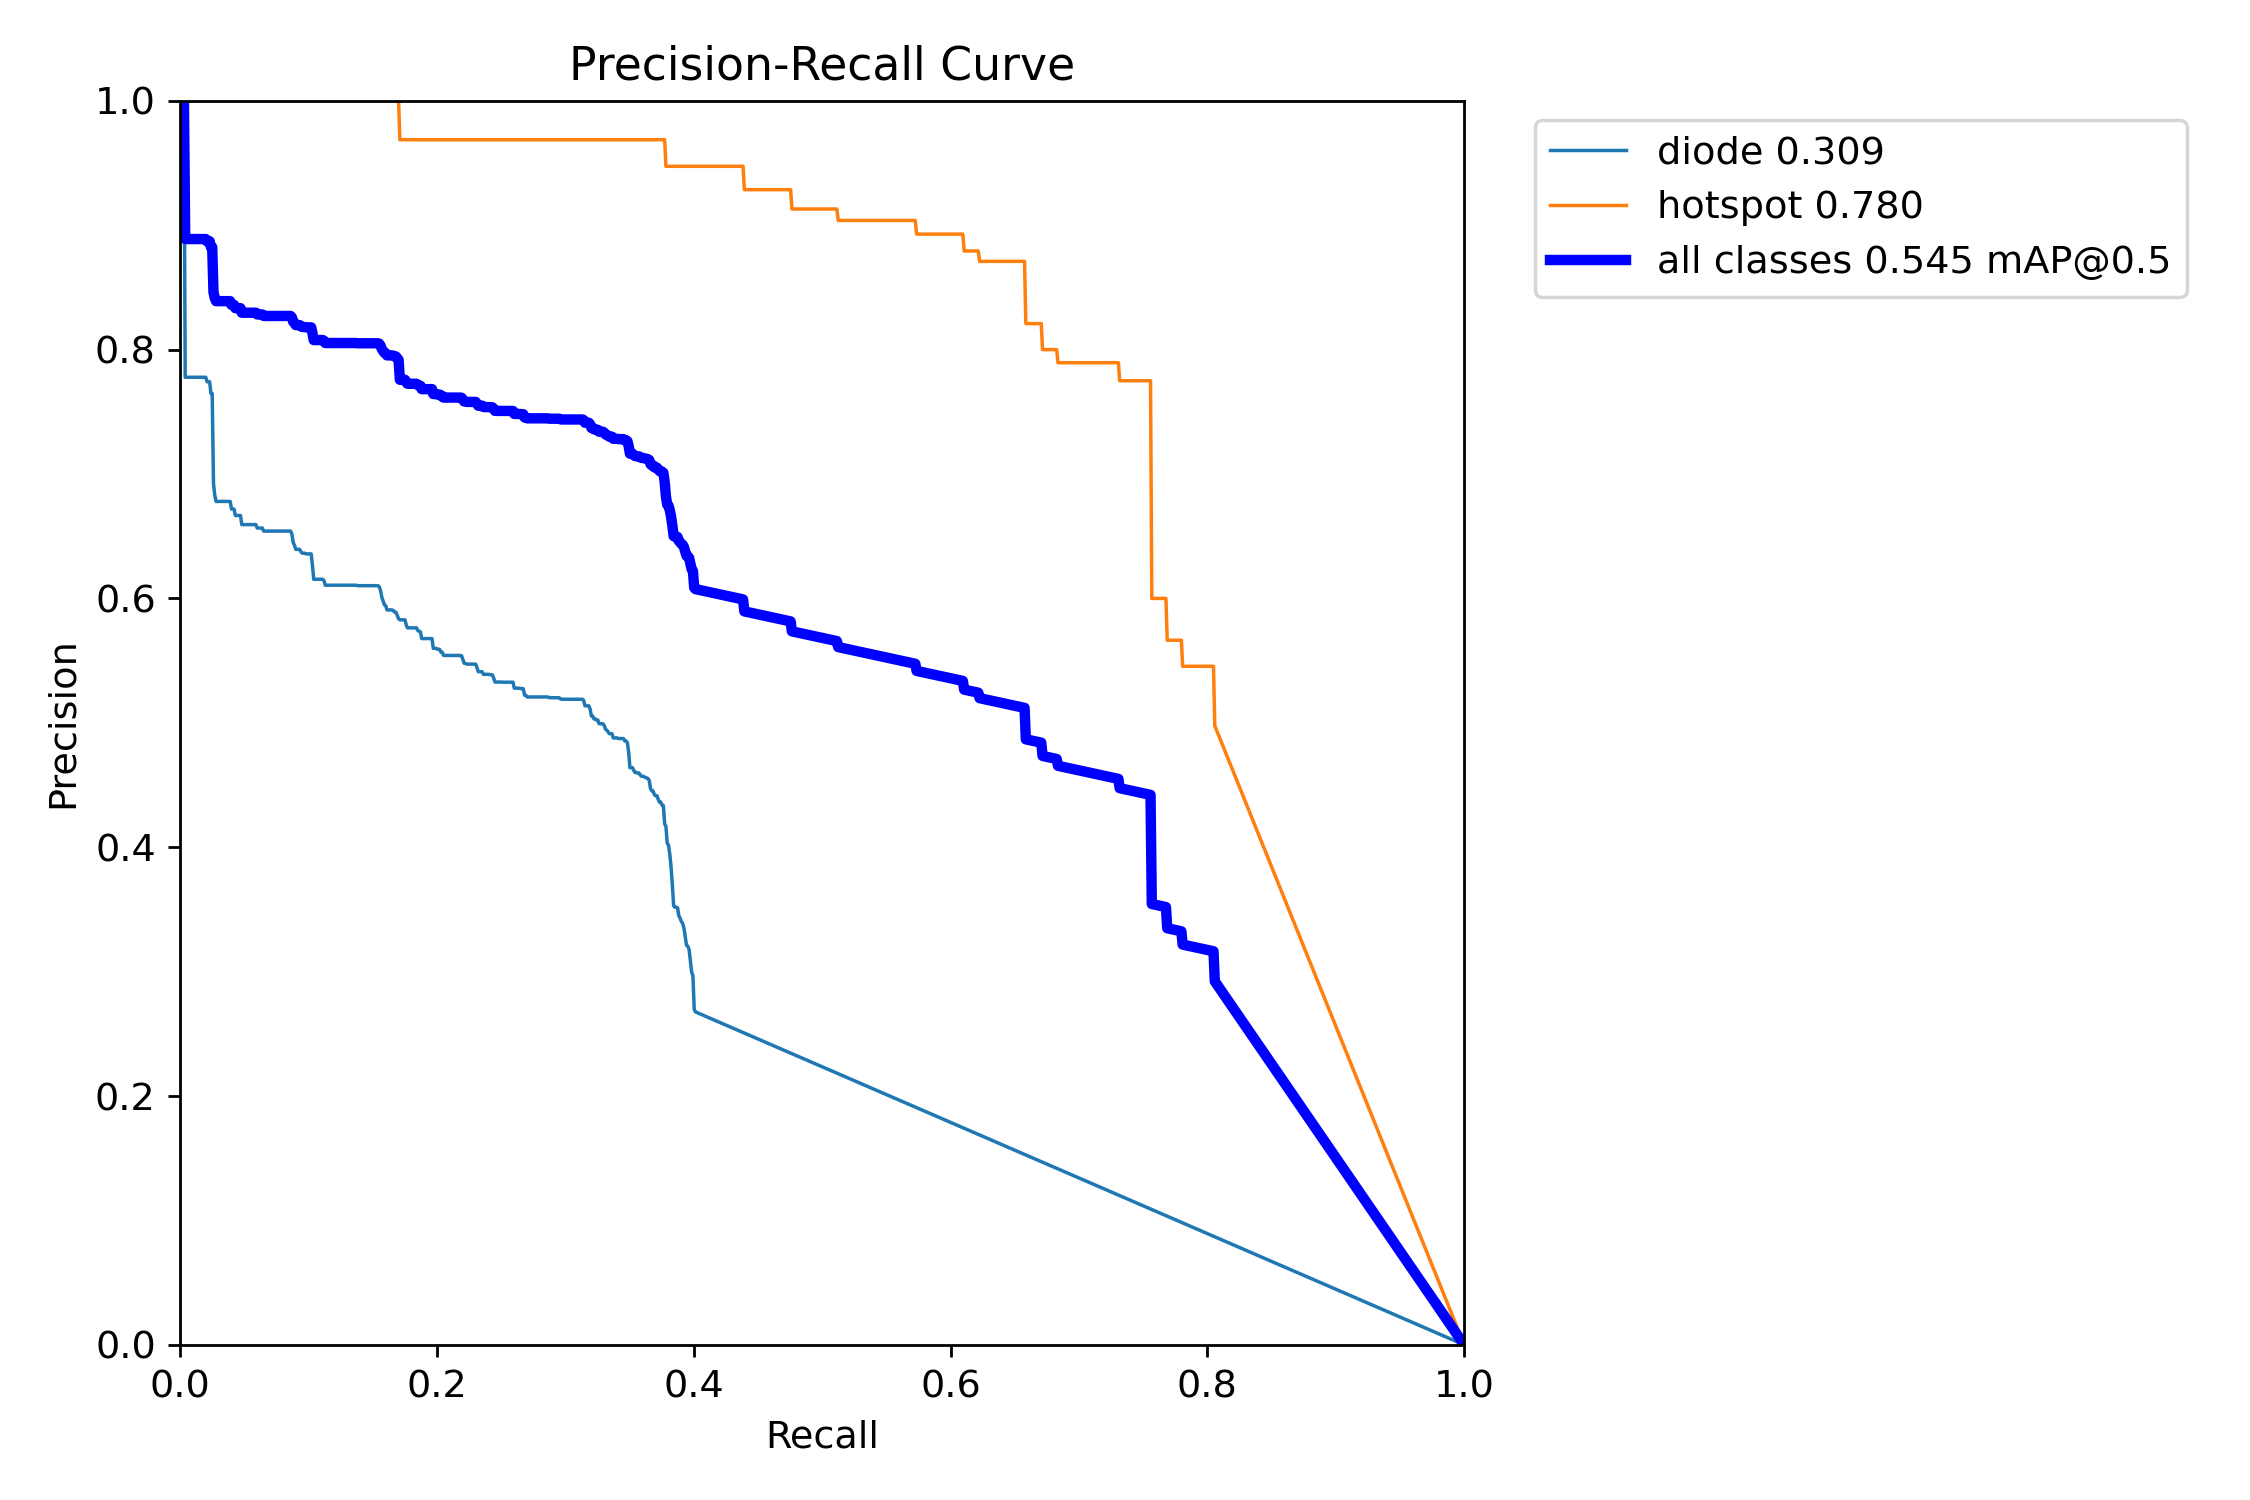 Precision-Recall Curve
1.0
0.8
0.6
0.4
0.2
0.0
Precision
0.0 0.2 0.4 0.6 0.8 1.0
Recall
diode 0.309
hotspot 0.780
all classes 0.545 mAP@0.5